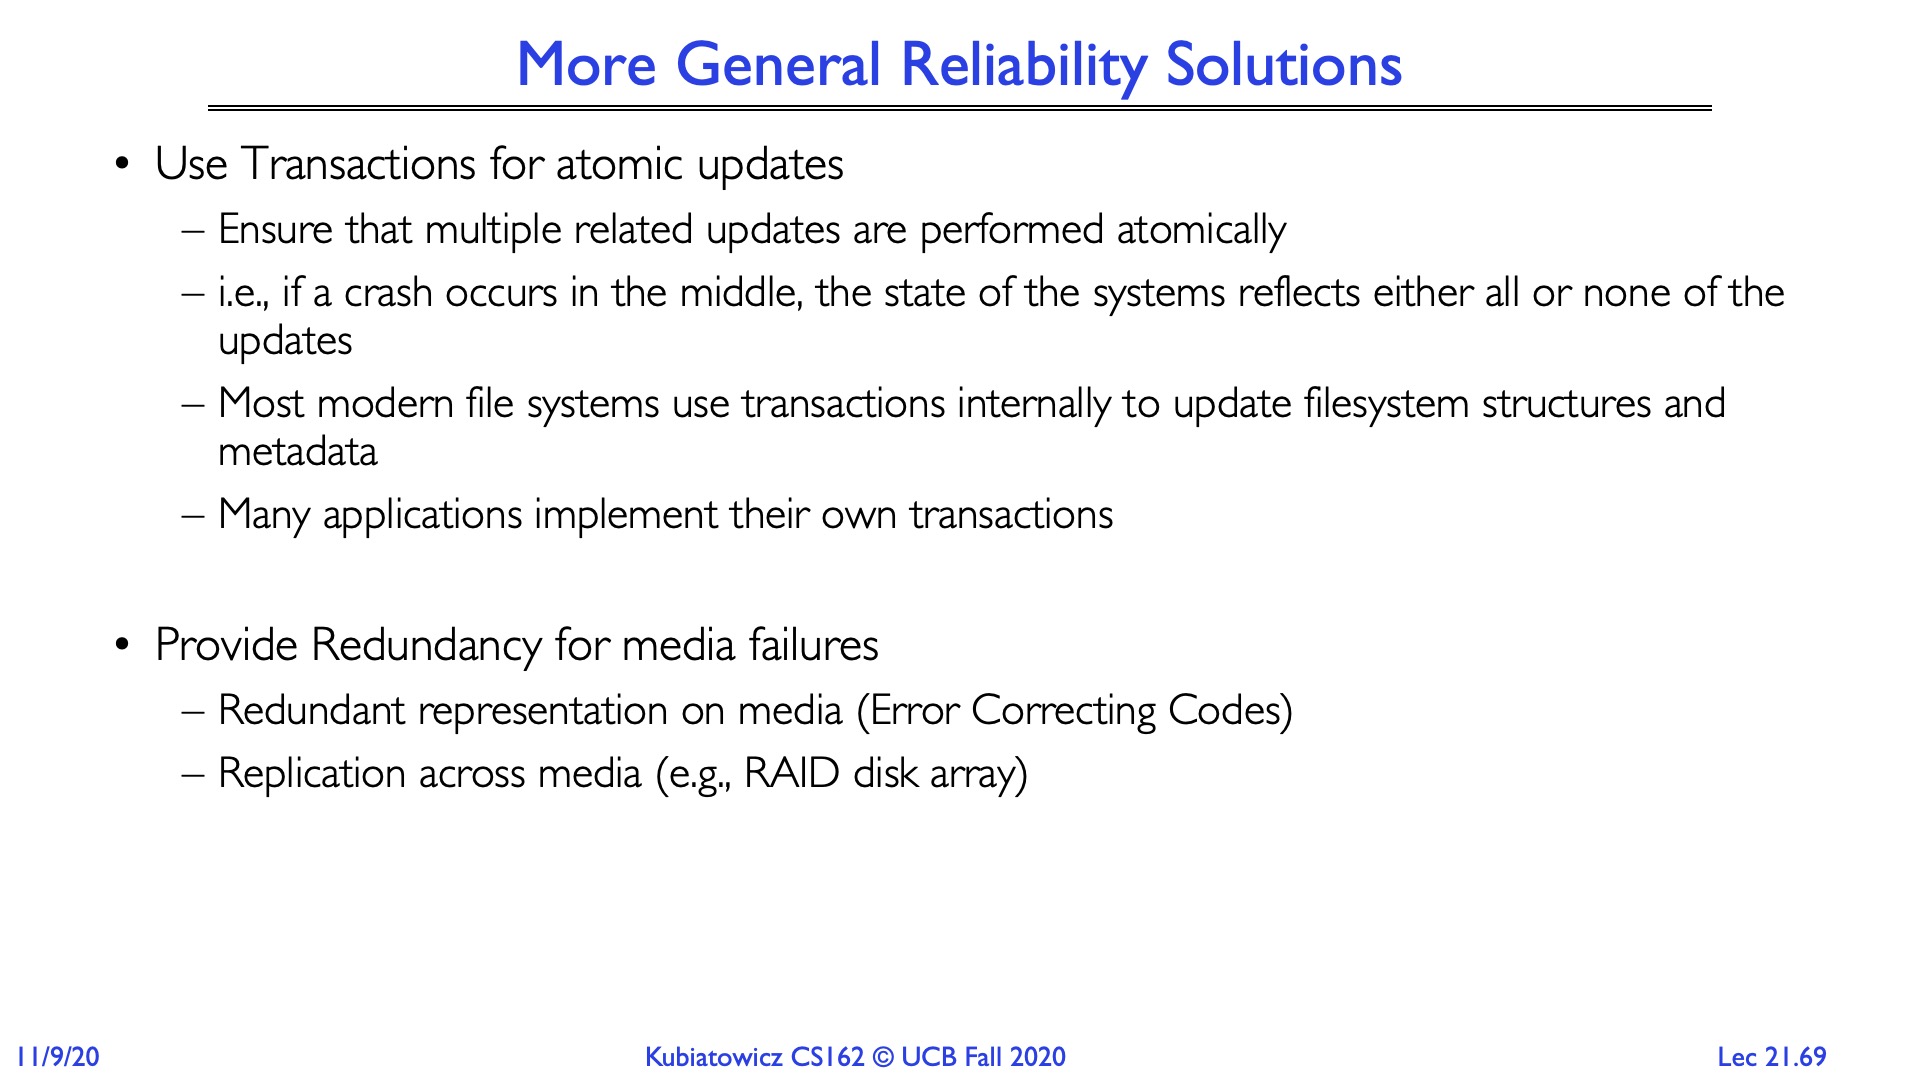 More General Reliability Solutions
• Use Transactions for atomic updates
– Ensure that multiple related updates are performed atomically
– i.e., if a crash occurs in the middle, the state of the systems reflects either all or none of the
updates
– Most modern file systems use transactions internally to update filesystem structures and
metadata
– Many applications implement their own transactions
• Provide Redundancy for media failures
– Redundant representation on media (Error Correcting Codes)
– Replication across media (e.g., RAID disk array)
11/9/20
Kubiatowicz CS162 © UCB Fall 2020
Lec 21.69